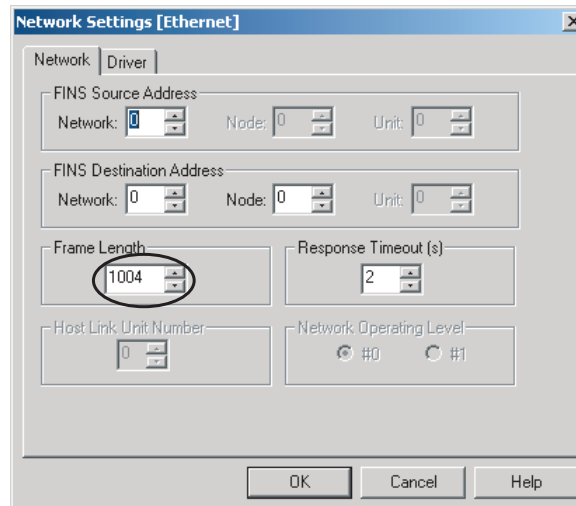 Network Settings [Ethernet]
Network Driver
FINS Source Address
Network: 0 Node: 0 Unit: 0
FINS Destination Address
Network: 0 Node: 0 Unit: 0
Frame Length Response Timeout (s)
1004 2
Host Link Unit Number Network Operating Level
0 #0 #1
OK Cancel Help